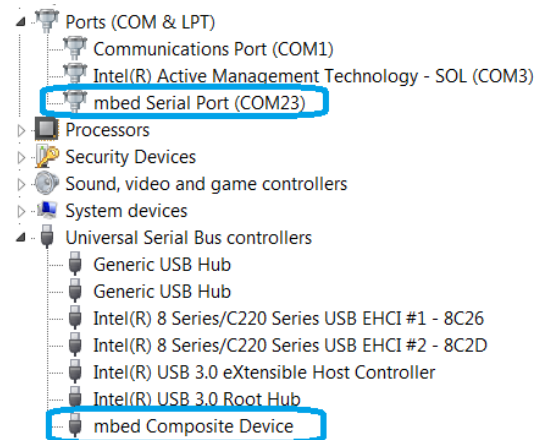 Ports (COM & LPT)
Communications Port (COM1)
Intel(R) Active Management Technology - SOL (COM3)
mbed Serial Port (COM23)
Processors
Security Devices
Sound, video and game controllers
System devices
Universal Serial Bus controllers
Generic USB Hub
Generic USB Hub
Intel(R) 8 Series/C220 Series USB EHCI #1 - 8C26
Intel(R) 8 Series/C220 Series USB EHCI #2 - 8C2D
Intel(R) USB 3.0 eXtensible Host Controller
Intel(R) USB 3.0 Root Hub
mbed Composite Device